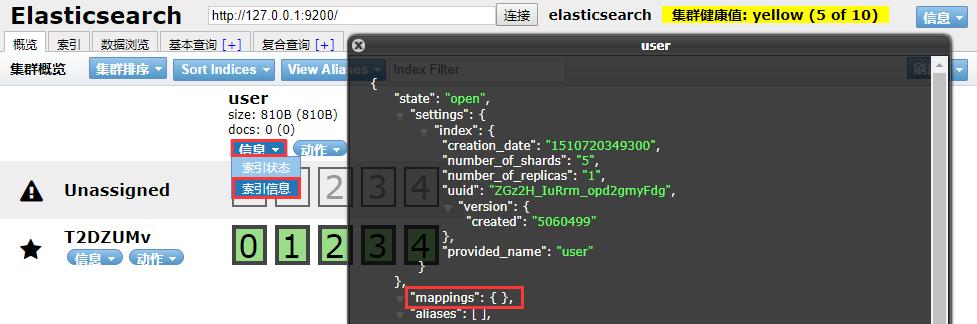 Elasticsearch
http://127.0.0.1:9200/
连接
elasticsearch
集群健康值: yellow (5 of 10)
信息
概览 索引 数据浏览 基本查询 [+] 复合查询 [+]
集群概览 集群排序 Sort Indices View Aliases Index Filter
user
size: 810B (810B)
docs: 0 (0)
信息 动作
索引状态
索引信息
Unassigned
2 3 4
T2DZUMv
信息 动作
0 1 2 3 4
user
{
"state": "open",
"settings": {
"index": {
"creation_date": "1510720349300",
"number_of_shards": "5",
"number_of_replicas": "1",
"uuid": "ZGz2H_IuRrm_opd2gmyFdg",
"version": {
"created": "5060499"
},
"provided_name": "user"
}
},
"mappings": { },
"aliases": [ ],